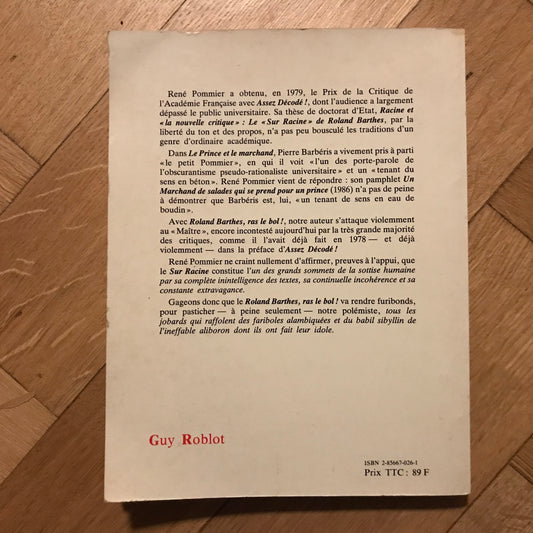 René Pommier a obtenu, en 1979, le Prix de la Critique de
l'Académie Française avec Assez Décodé !, dont l'audience a largement
dépassé le public universitaire. Sa thèse de doctorat d'Etat, Racine et
« la nouvelle critique » : Le « Sur Racine » de Roland Barthes, par la
liberté du ton et des propos, n'a pas peu bousculé les traditions d'un
genre d'ordinaire académique.
Dans Le Prince et le marchand, Pierre Barbéris a vivement pris à parti
« le petit Pommier », en qui il voit « l'un des porte-parole de
l'obscurantisme pseudo-rationaliste universitaire » et un « tenant du
sens en béton ». René Pommier vient de répondre : son pamphlet Un
Marchand de salades qui se prend pour un prince (1986) n'a pas de peine
à démontrer que Barbéris est, lui, « un tenant de sens en eau de
boudin ».
Avec Roland Barthes, ras le bol !, notre auteur s'attaque violemment
au « Maître », encore incontesté aujourd'hui par la très grande majorité
des critiques, comme il l'avait déjà fait en 1978 — et déjà
violemment — dans la préface d'Assez Décodé !
René Pommier ne craint nullement d'affirmer, preuves à l'appui, que
le Sur Racine constitue l'un des grands sommets de la sottise humaine
par sa complète inintelligence des textes, sa continuelle incohérence et sa
constante extravagance.
Gageons donc que le Roland Barthes, ras le bol ! va rendre furibonds,
pour pasticher — à peine seulement — notre polémiste, tous les
jobards qui raffolent des fariboles alambiquées et du babil sibyllin de
l'ineffable aliboron dont ils ont fait leur idole.
Guy Roblot
ISBN 2-85667-026-1
Prix TTC : 89 F